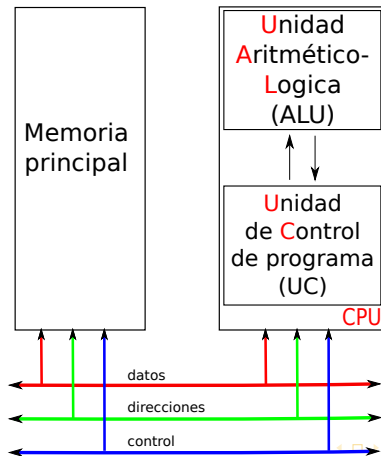 Memoria
principal
Unidad
Aritmético-
Logica
(ALU)
Unidad
de Control
de programa
(UC)
CPU
datos
direcciones
control